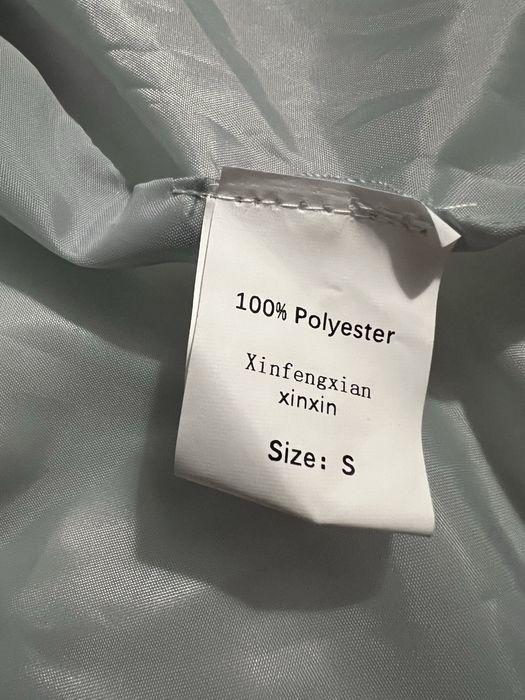 100% Polyester
Xinfengxian
xinxin
Size: S